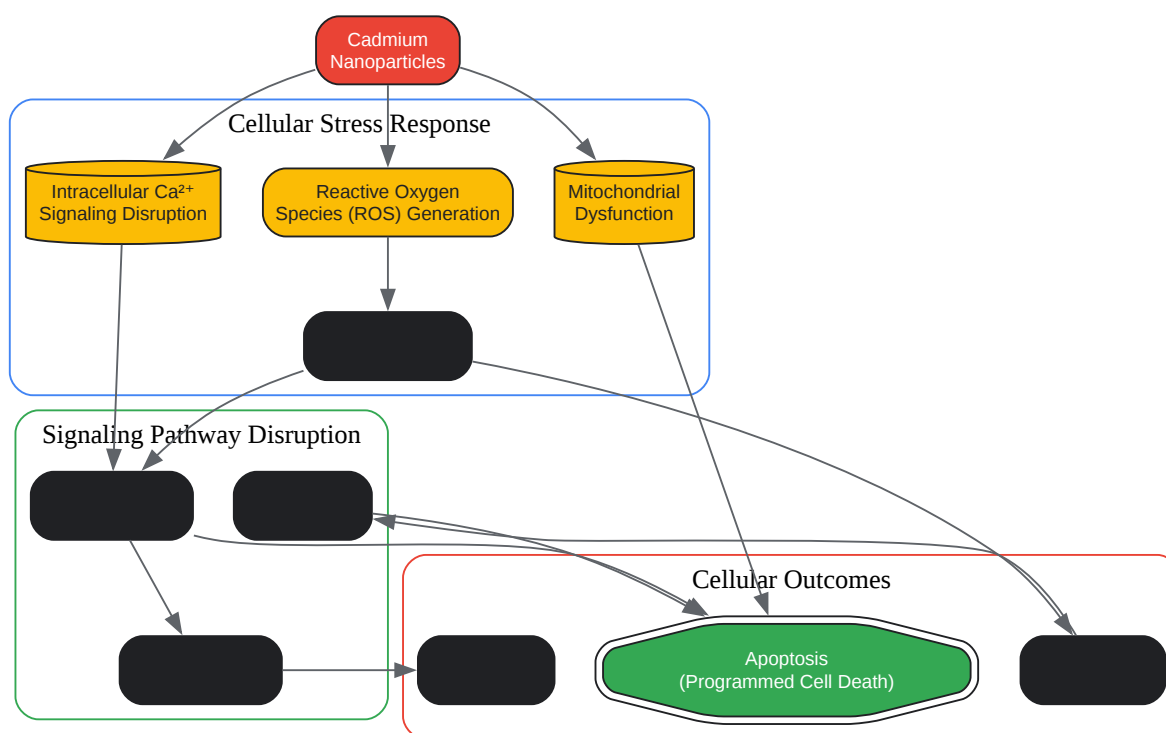 Cadmium
Nanoparticles
Cellular Stress Response
Intracellular Ca²⁺
Signaling Disruption
Reactive Oxygen
Species (ROS) Generation
Mitochondrial
Dysfunction
Signaling Pathway Disruption
Cellular Outcomes
Apoptosis
(Programmed Cell Death)